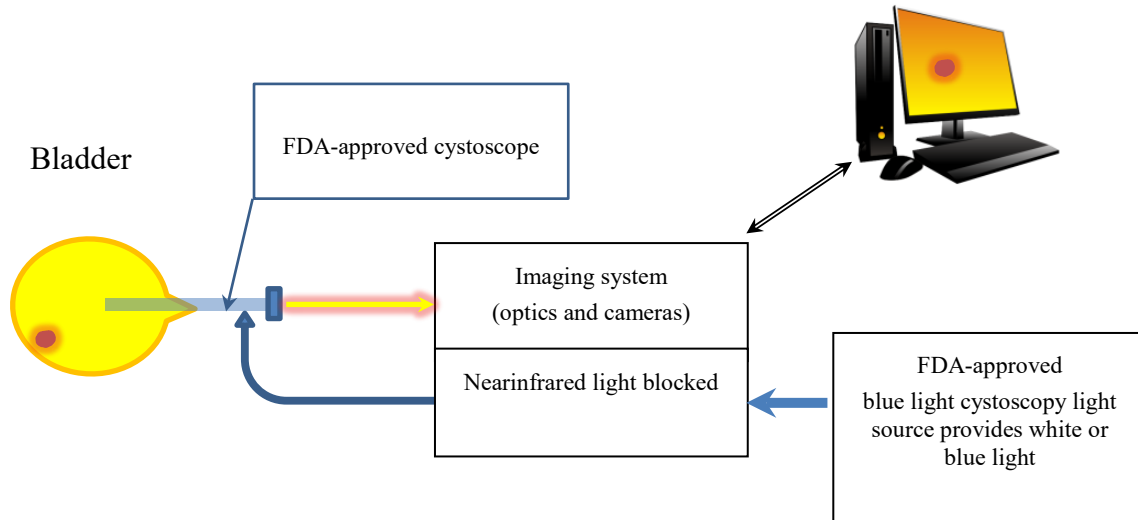 Bladder
FDA-approved cystoscope
Imaging system
(optics and cameras)
Nearinfrared light blocked
FDA-approved
blue light cystoscopy light
source provides white or
blue light